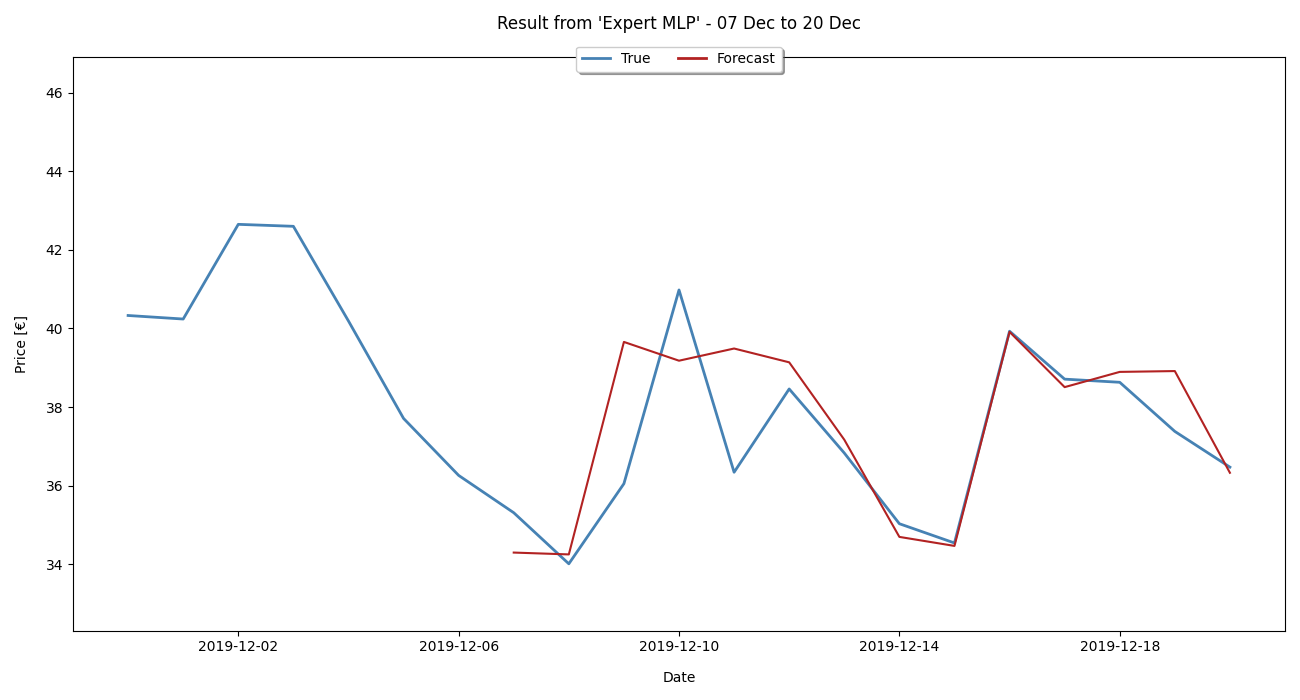 Result from 'Expert MLP' - 07 Dec to 20 Dec
True
Forecast
46
44
42
40
38
36
34
Price [€]
2019-12-02
2019-12-06
2019-12-10
2019-12-14
2019-12-18
Date